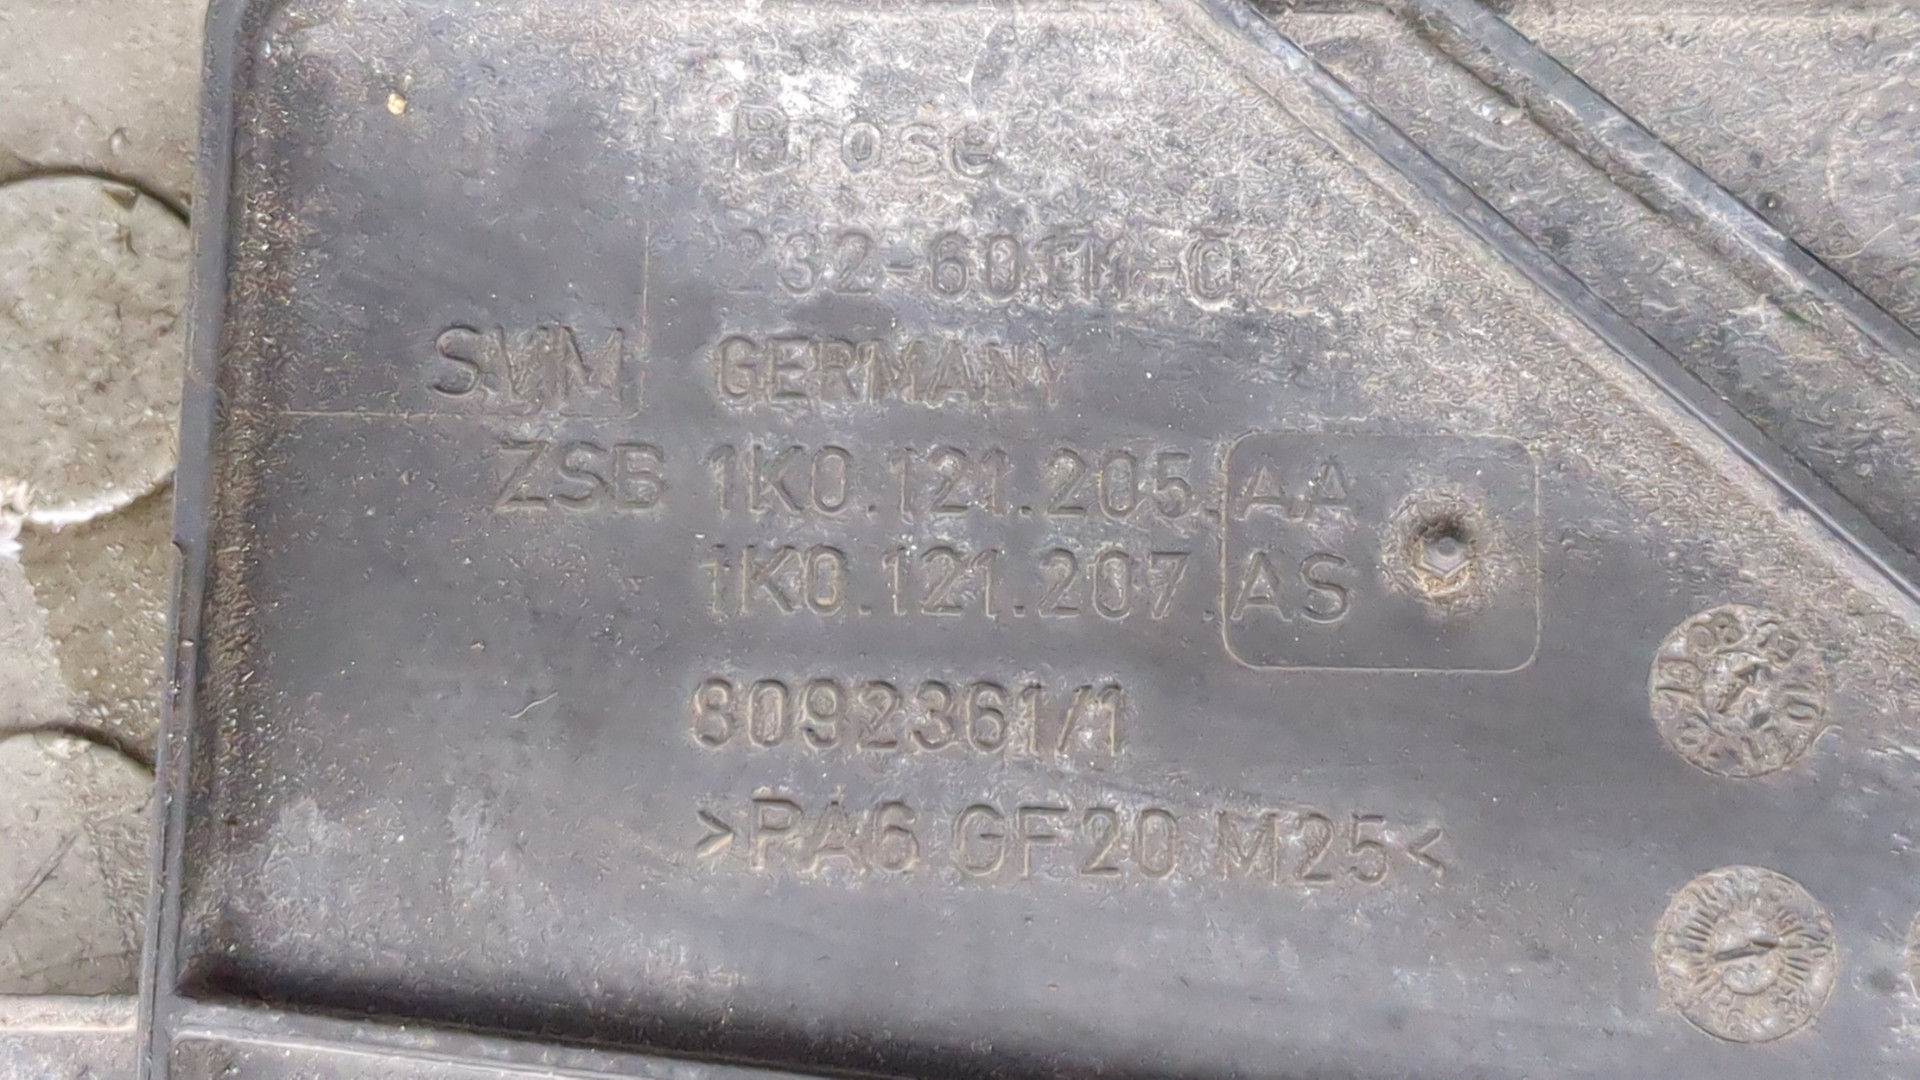 Brose
SVM GERMANY
ZSB 1K0.121.205.AA
1K0.121.207.AS
8092361/1
>PA6 GF20 M25<